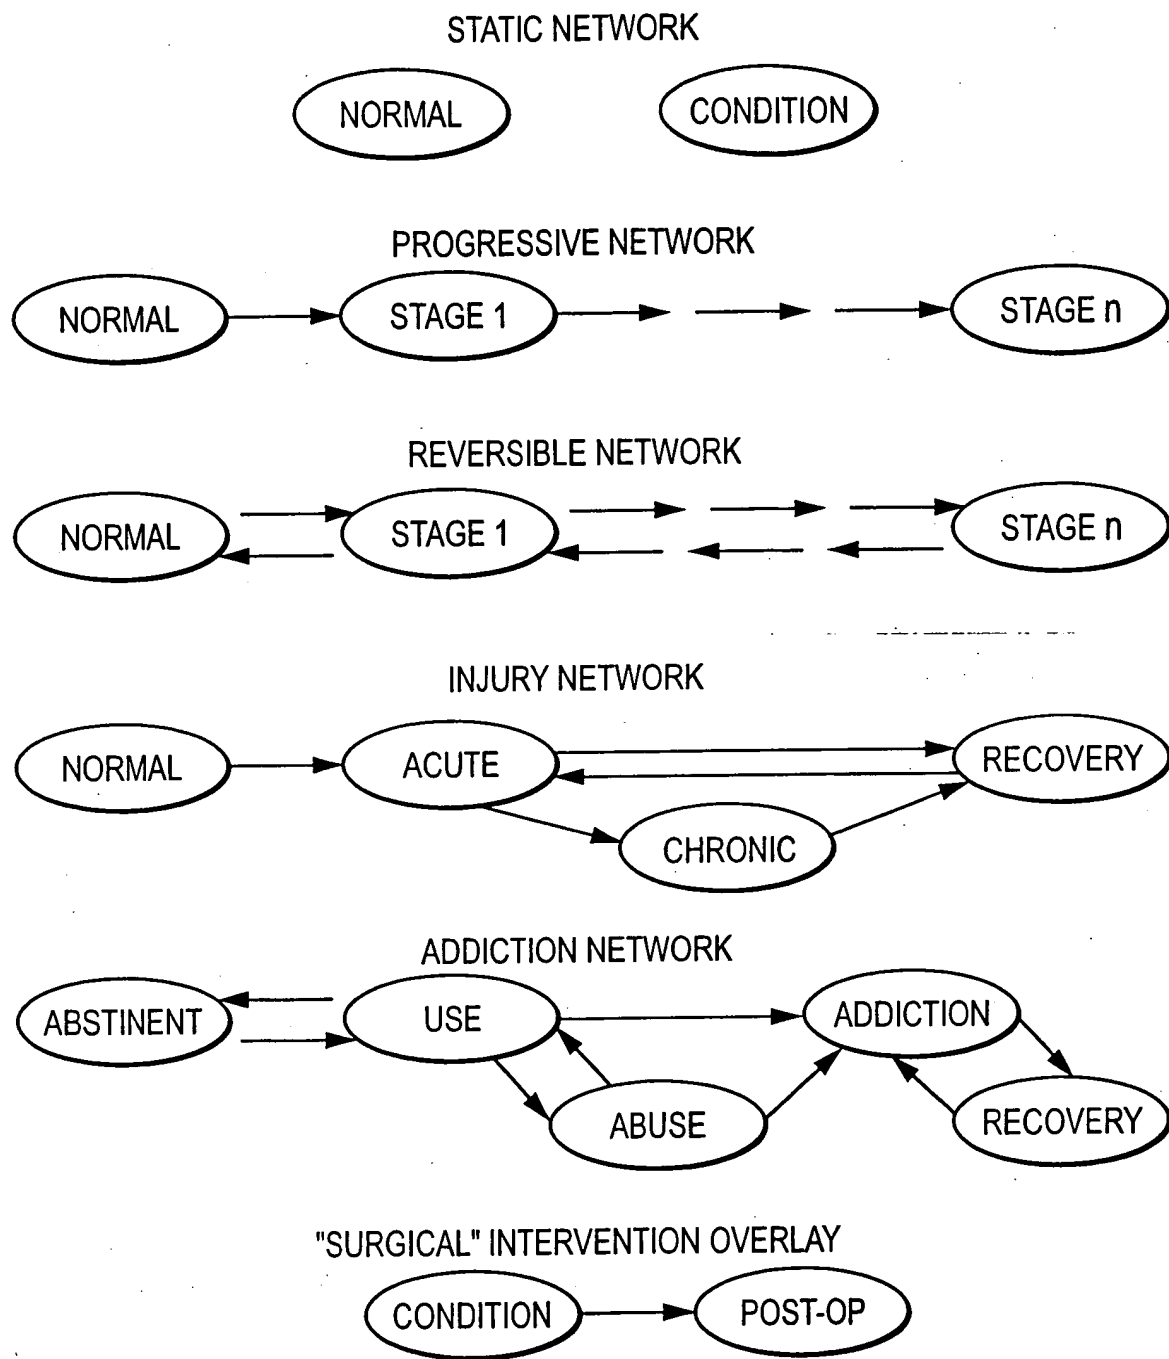 STATIC NETWORK
NORMAL CONDITION
PROGRESSIVE NETWORK
NORMAL STAGE 1 STAGE n
REVERSIBLE NETWORK
NORMAL STAGE 1 STAGE n
INJURY NETWORK
NORMAL ACUTE RECOVERY
CHRONIC
ADDICTION NETWORK
ABSTINENT USE ADDICTION
ABUSE RECOVERY
"SURGICAL" INTERVENTION OVERLAY
CONDITION POST-OP